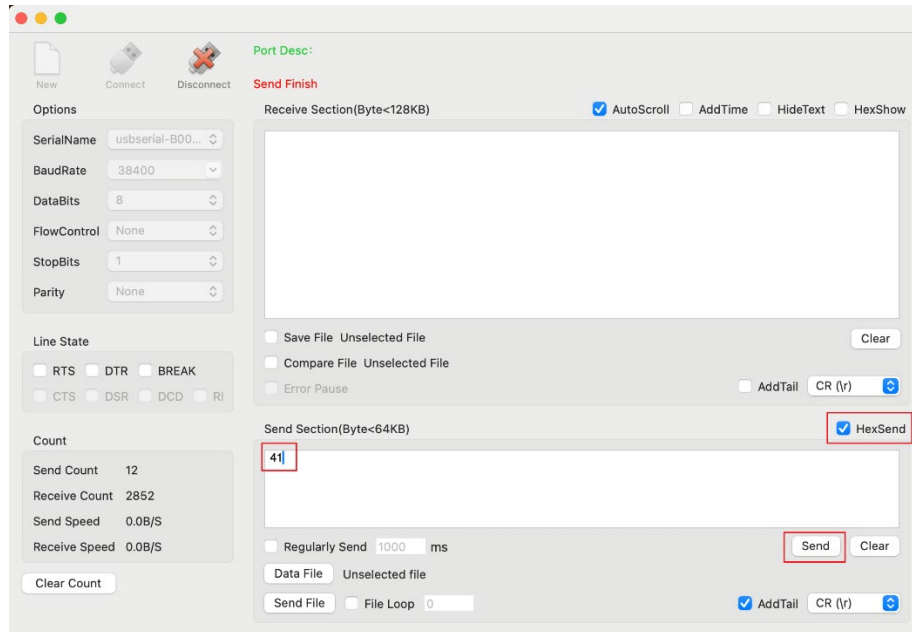 New Connect Disconnect
Port Desc:
Send Finish
Options
SerialName usbserial-B00...
BaudRate 38400
DataBits 8
FlowControl None
StopBits 1
Parity None
Line State
RTS DTR BREAK
CTS DSR DCD RI
Count
Send Count 12
Receive Count 2852
Send Speed 0.0B/S
Receive Speed 0.0B/S
Clear Count
Receive Section(Byte<128KB) AutoScroll AddTime HideText HexShow
Save File Unselected File Clear
Compare File Unselected File
Error Pause AddTail CR (\r)
Send Section(Byte<64KB) HexSend
41
Regularly Send 1000 ms Send Clear
Data File Unselected file
Send File File Loop 0 AddTail CR (\r)